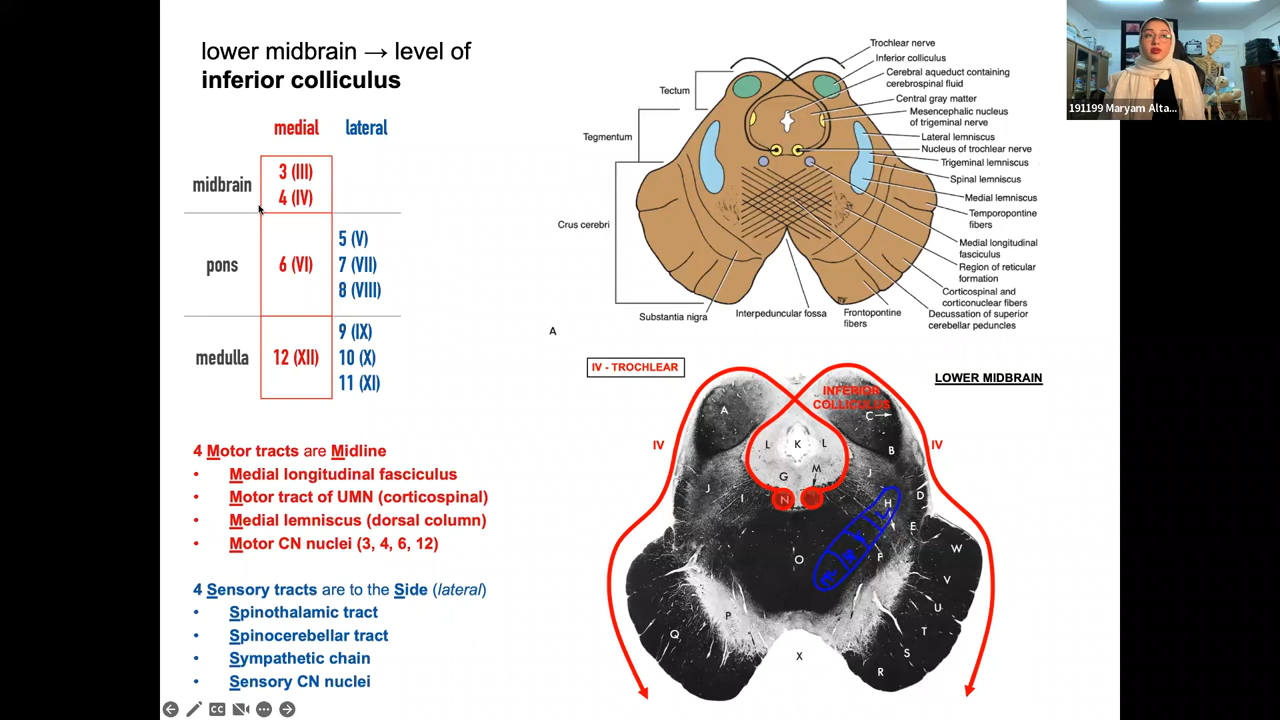 lower midbrain → level of
inferior colliculus
medial lateral
midbrain
3 (III)
4 (IV)
pons
6 (VI)
5 (V)
7 (VII)
8 (VIII)
medulla
12 (XII)
9 (IX)
10 (X)
11 (XI)
4 Motor tracts are Midline
• Medial longitudinal fasciculus
• Motor tract of UMN (corticospinal)
• Medial lemniscus (dorsal column)
• Motor CN nuclei (3, 4, 6, 12)
4 Sensory tracts are to the Side (lateral)
• Spinothalamic tract
• Spinocerebellar tract
• Sympathetic chain
• Sensory CN nuclei
Tectum
Tegmentum
Crus cerebri
Substantia nigra
Interpeduncular fossa
Frontopontine
fibers
Trochlear nerve
Inferior colliculus
Cerebral aqueduct containing
cerebrospinal fluid
Central gray matter
Mesencephalic nucleus
of trigeminal nerve
Lateral lemniscus
Nucleus of trochlear nerve
Trigeminal lemniscus
Spinal lemniscus
Medial lemniscus
Temporopontine
fibers
Medial longitudinal
fasciculus
Region of reticular
formation
Corticospinal and
corticonuclear fibers
Decussation of superior
cerebellar peduncles
A
IV - TROCHLEAR
LOWER MIDBRAIN
INFERIOR
COLLICULUS
A
C
IV
L K L
IV
B
G M
J I
J
N
H D
E
O F
W
V
P
U
Q
T
X
S
R
191199 Maryam Alta...
CC